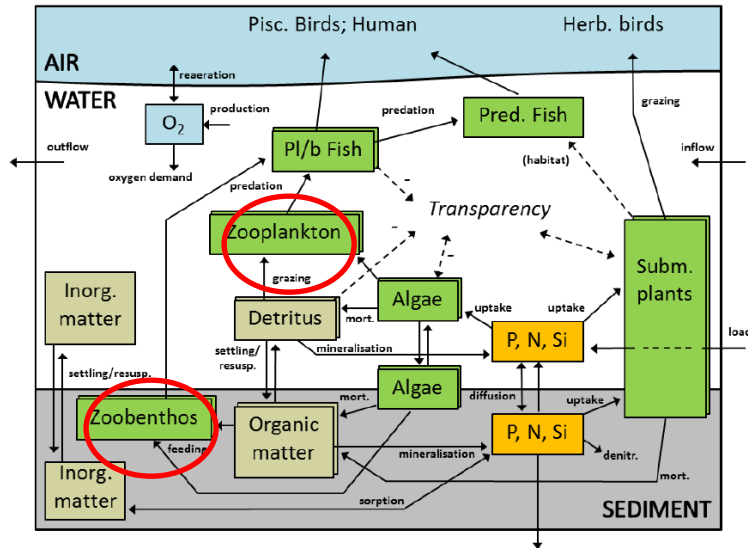 Pisc. Birds; Human
Herb. birds
AIR
reaeration
WATER
production
O2
predation
Pred. Fish
grazing
outflow
Pl/b Fish
(habitat)
inflow
oxygen demand
predation
Transparency
-
-
-
Zooplankton
grazing
Subm.
plants
Inorg.
matter
Algae
Detritus
mort.
uptake
uptake
P, N, Si
load
settling/
resusp.
mineralisation
settling/resusp.
Algae
diffusion
Zoobenthos
mort.
uptake
Organic
matter
feeding
P, N, Si
mineralisation
denitr.
Inorg.
matter
mort.
sorption
SEDIMENT